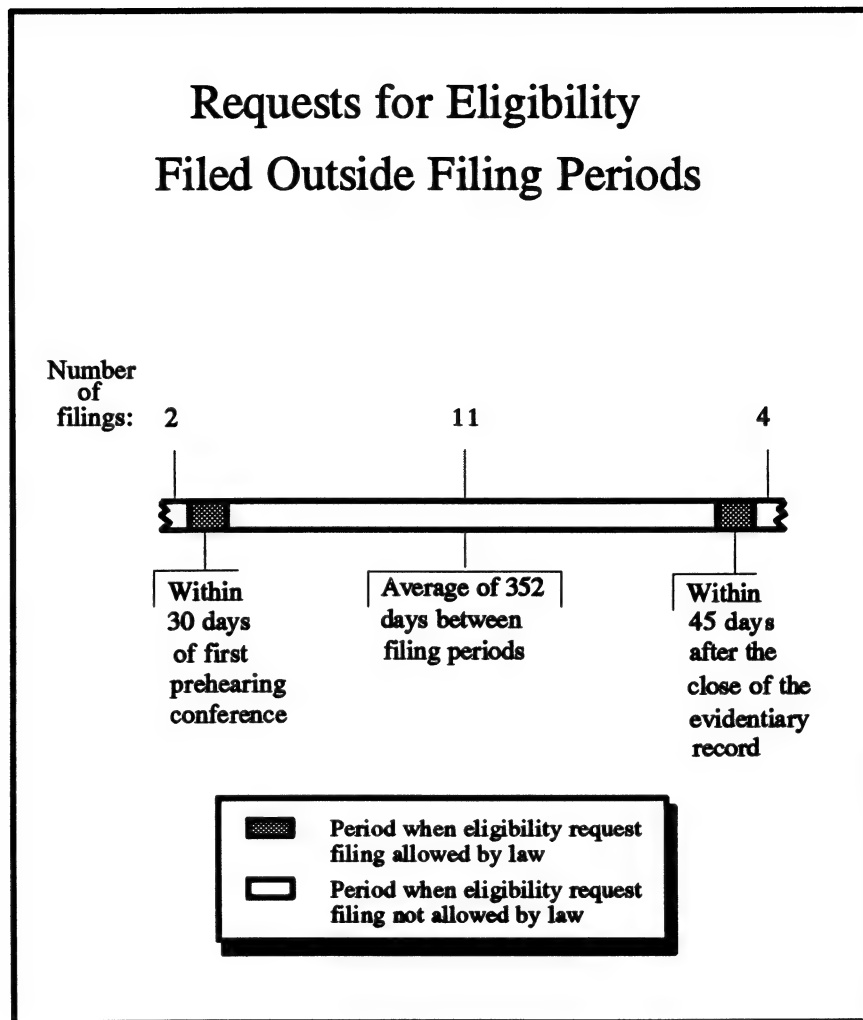 Requests for Eligibility
Filed Outside Filing Periods
Number
of
filings: 2 11 4
Within
30 days
of first
prehearing
conference
Average of 352
days between
filing periods
Within
45 days
after the
close of the
evidentiary
record
Period when eligibility request
filing allowed by law
Period when eligibility request
filing not allowed by law